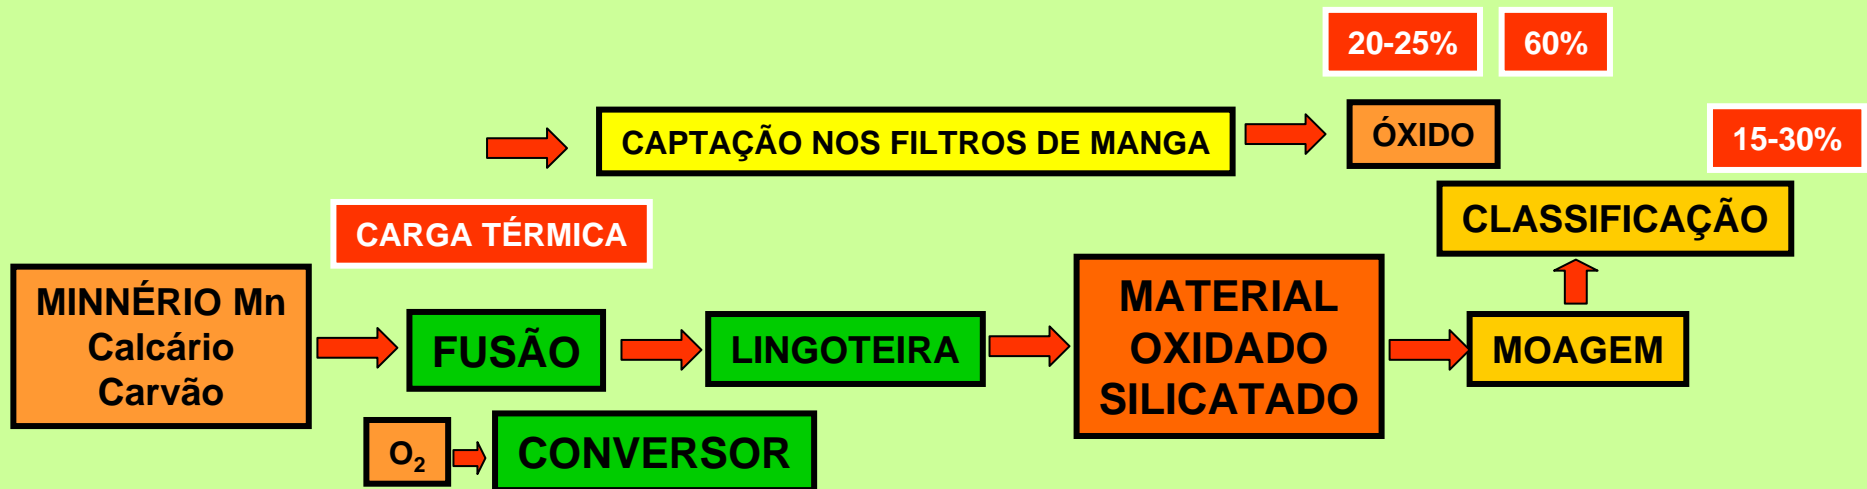 20-25%
60%
CAPTAÇÃO NOS FILTROS DE MANGA
ÓXIDO
15-30%
CARGA TÉRMICA
CLASSIFICAÇÃO
MINNÉRIO Mn
Calcário
Carvão
FUSÃO
LINGOTEIRA
MATERIAL
OXIDADO
SILICATADO
MOAGEM
O₂
CONVERSOR